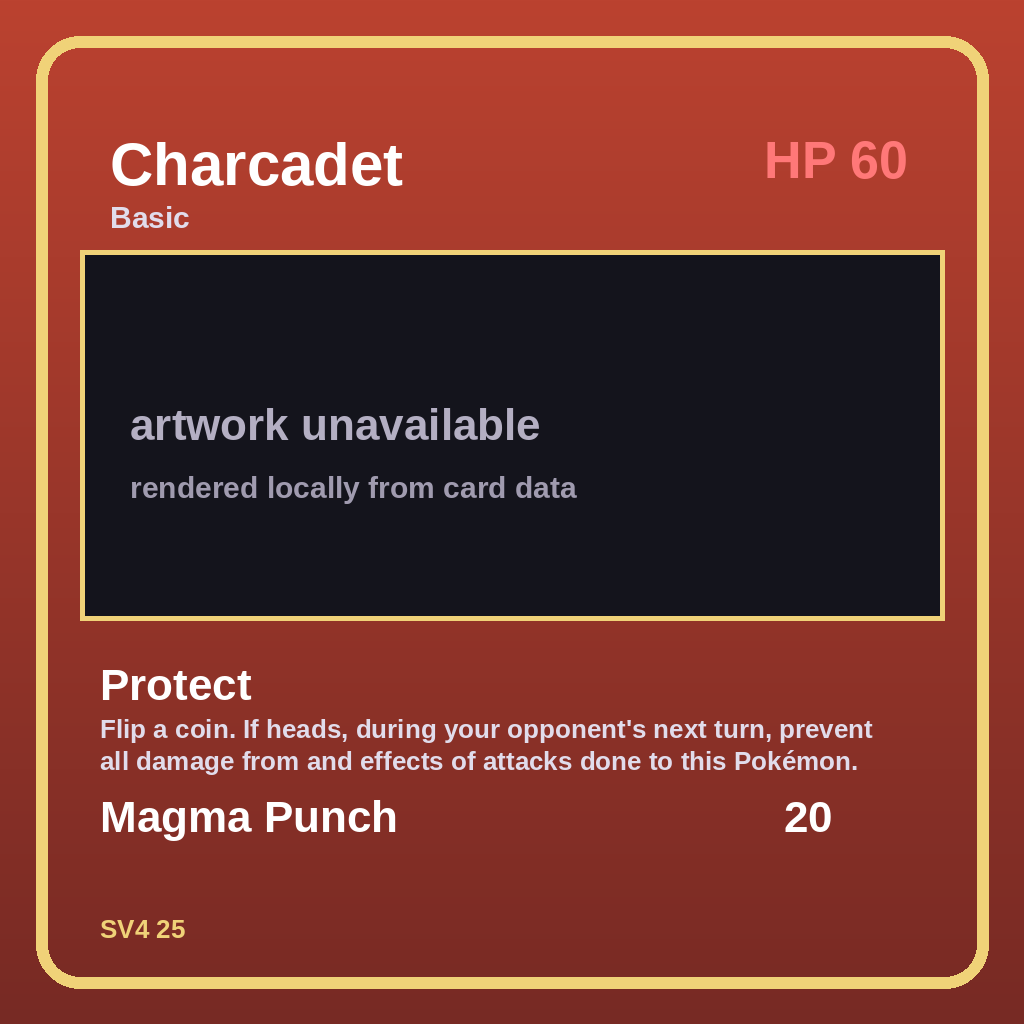 Charcadet
HP 60
Basic
artwork unavailable
rendered locally from card data
Protect
Flip a coin. If heads, during your opponent's next turn, prevent
all damage from and effects of attacks done to this Pokémon.
Magma Punch 20
SV4 25